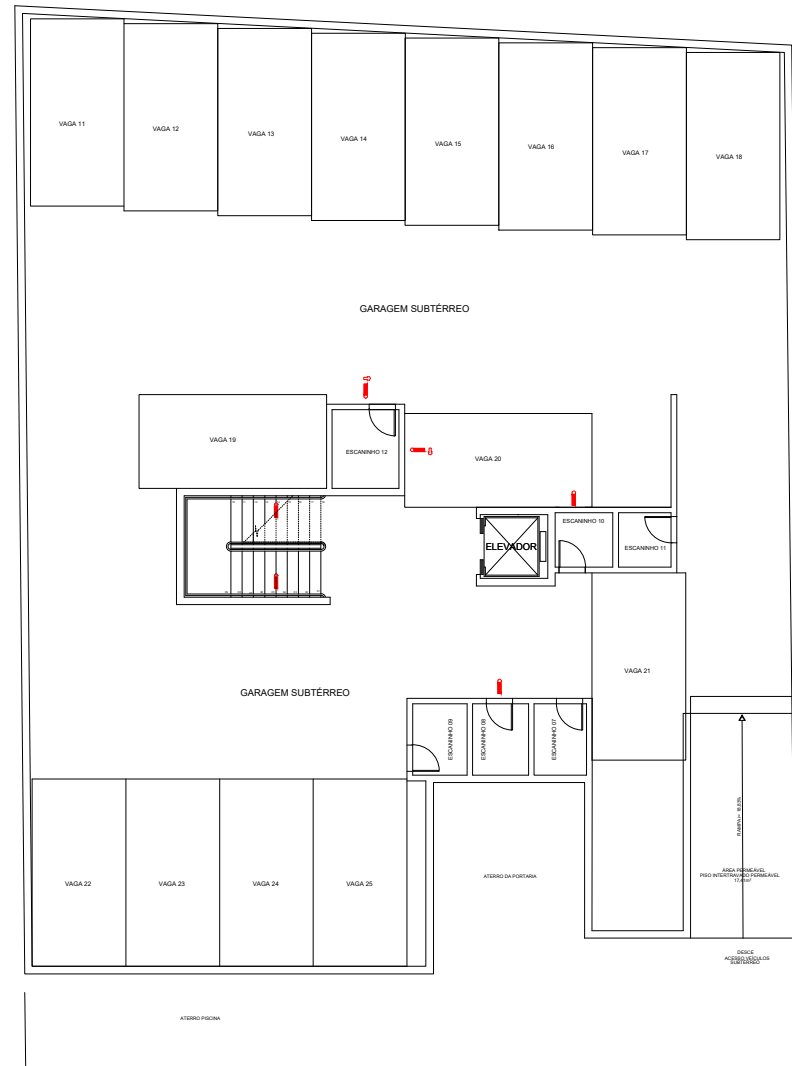 VAGA 11
VAGA 12
VAGA 13
VAGA 14
VAGA 15
VAGA 16
VAGA 17
VAGA 18
GARAGEM SUBTÉRREO
VAGA 19
ESCANINHO 12
VAGA 20
ESCANINHO 10
ELEVADOR
ESCANINHO 11
VAGA 21
GARAGEM SUBTÉRREO
ESCANINHO 09
ESCANINHO 08
ESCANINHO 07
VAGA 22
VAGA 23
VAGA 24
VAGA 25
ATERRO DA PORTARIA
ÁREA PERMEÁVEL
PISO INTERTRAVADO PERMEÁVEL
DESCE
ACESSO VEÍCULOS
SUBTÉRREO
ATERRO PISCINA